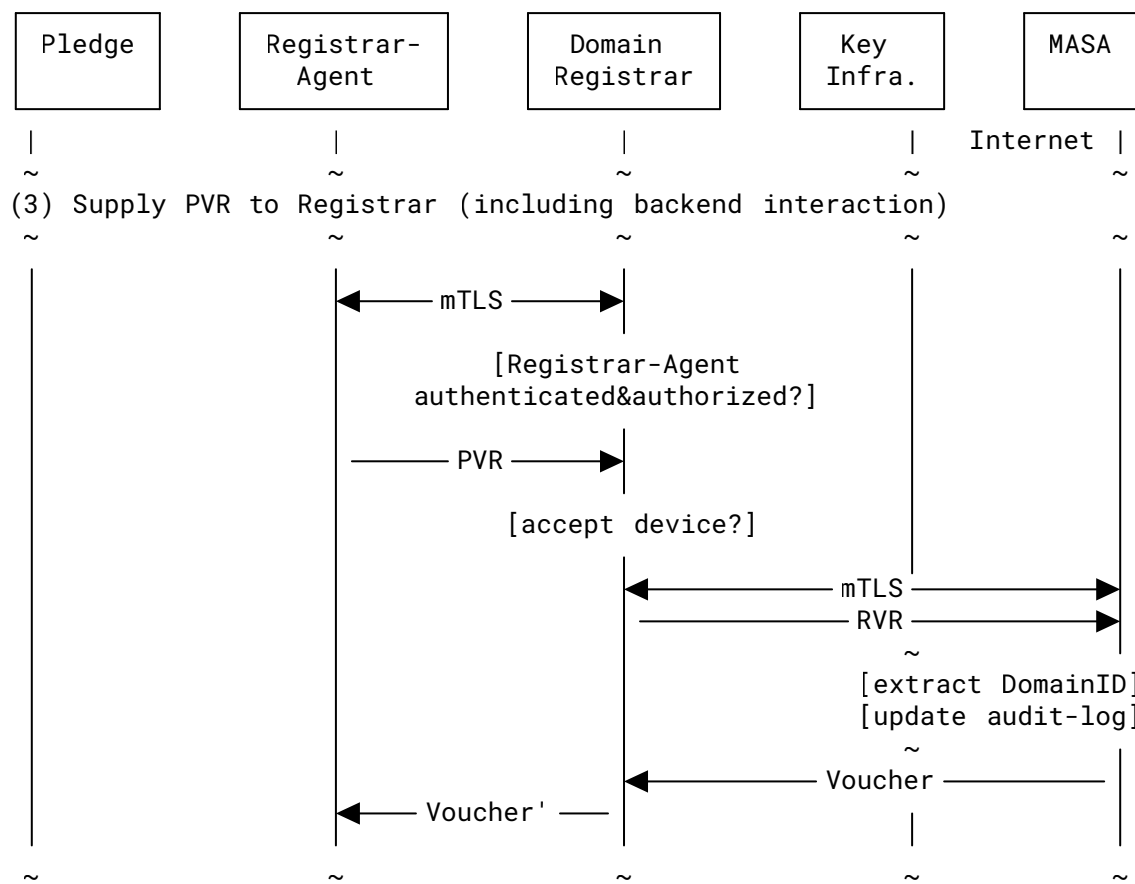 Pledge Registrar- Domain Key MASA
Agent Registrar Infra.
| | | | Internet |
~ ~ ~ ~ ~
(3) Supply PVR to Registrar (including backend interaction)
~ ~ ~ ~ ~
mTLS
[Registrar-Agent
authenticated&authorized?]
PVR
[accept device?]
mTLS
RVR
~
[extract DomainID]
[update audit-log]
~
Voucher
Voucher'
~ ~ ~ ~ ~